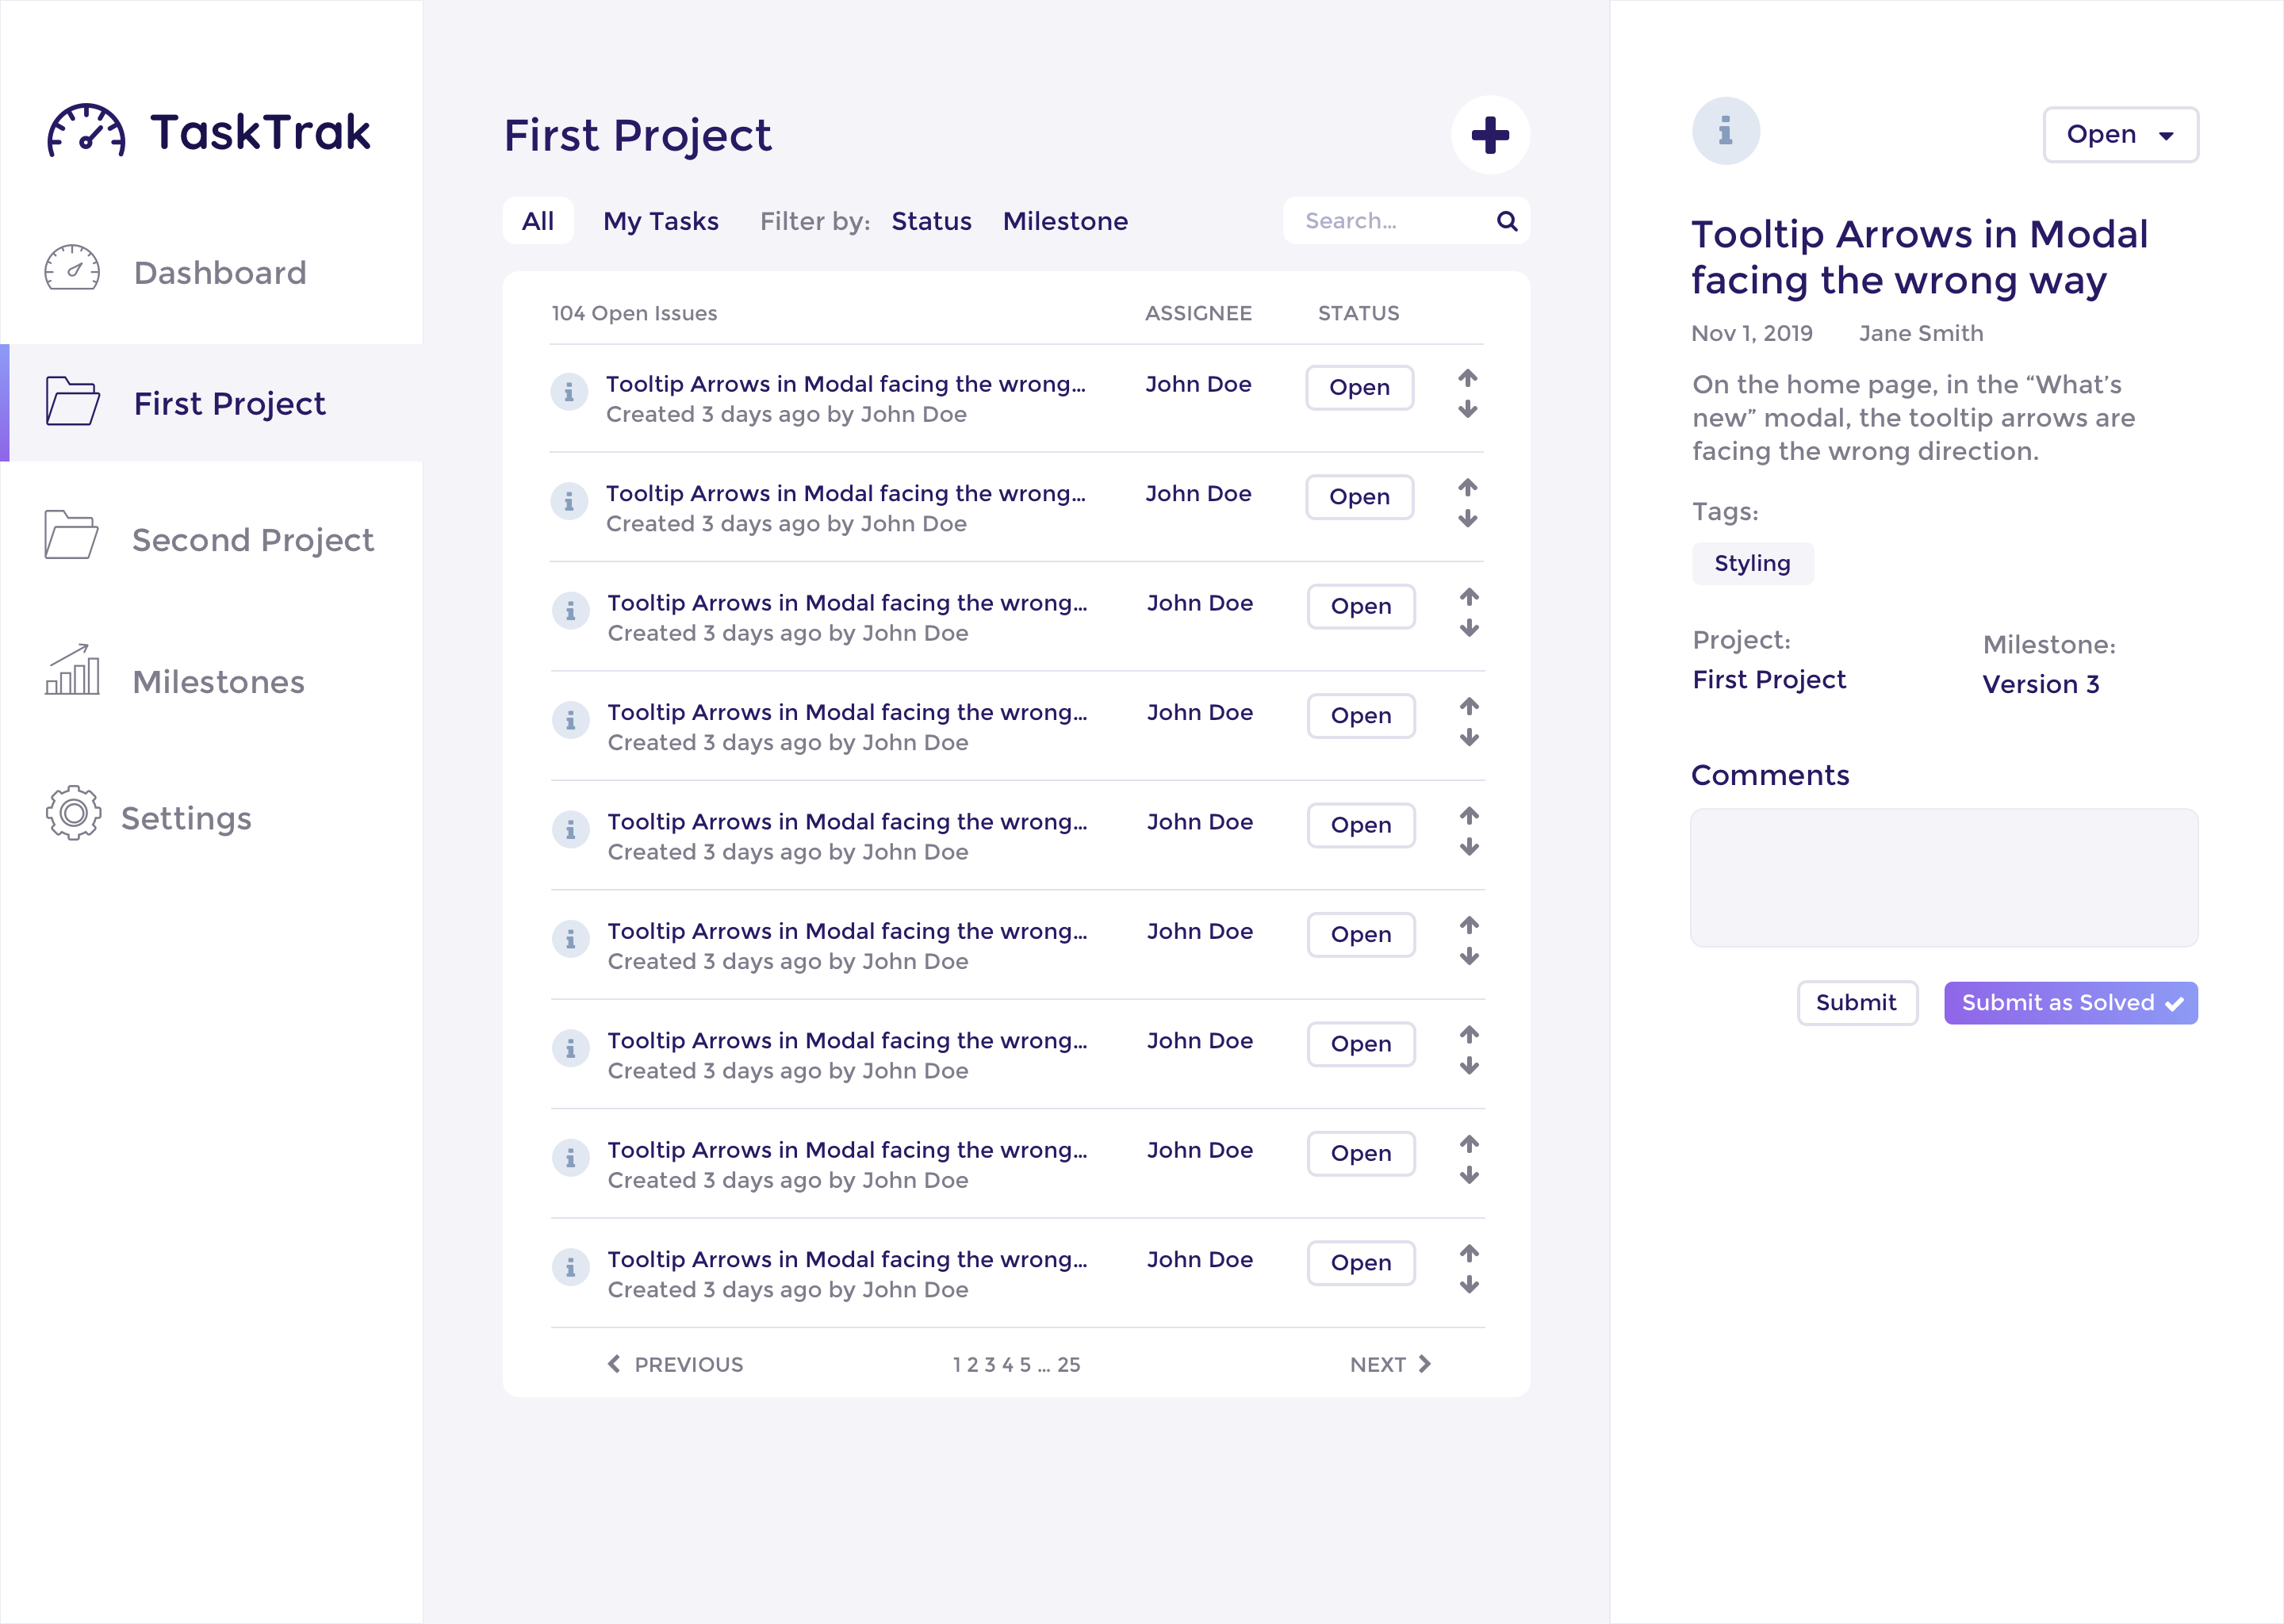 TaskTrak
Dashboard
First Project
Second Project
Milestones
Settings
First Project
All My Tasks Filter by: Status Milestone Search...
104 Open Issues ASSIGNEE STATUS
Tooltip Arrows in Modal facing the wrong... John Doe Open
Created 3 days ago by John Doe
Tooltip Arrows in Modal facing the wrong... John Doe Open
Created 3 days ago by John Doe
Tooltip Arrows in Modal facing the wrong... John Doe Open
Created 3 days ago by John Doe
Tooltip Arrows in Modal facing the wrong... John Doe Open
Created 3 days ago by John Doe
Tooltip Arrows in Modal facing the wrong... John Doe Open
Created 3 days ago by John Doe
Tooltip Arrows in Modal facing the wrong... John Doe Open
Created 3 days ago by John Doe
Tooltip Arrows in Modal facing the wrong... John Doe Open
Created 3 days ago by John Doe
Tooltip Arrows in Modal facing the wrong... John Doe Open
Created 3 days ago by John Doe
Tooltip Arrows in Modal facing the wrong... John Doe Open
Created 3 days ago by John Doe
PREVIOUS 1 2 3 4 5 ... 25 NEXT
Open
Tooltip Arrows in Modal
facing the wrong way
Nov 1, 2019 Jane Smith
On the home page, in the “What’s
new” modal, the tooltip arrows are
facing the wrong direction.
Tags:
Styling
Project: Milestone:
First Project Version 3
Comments
Submit Submit as Solved